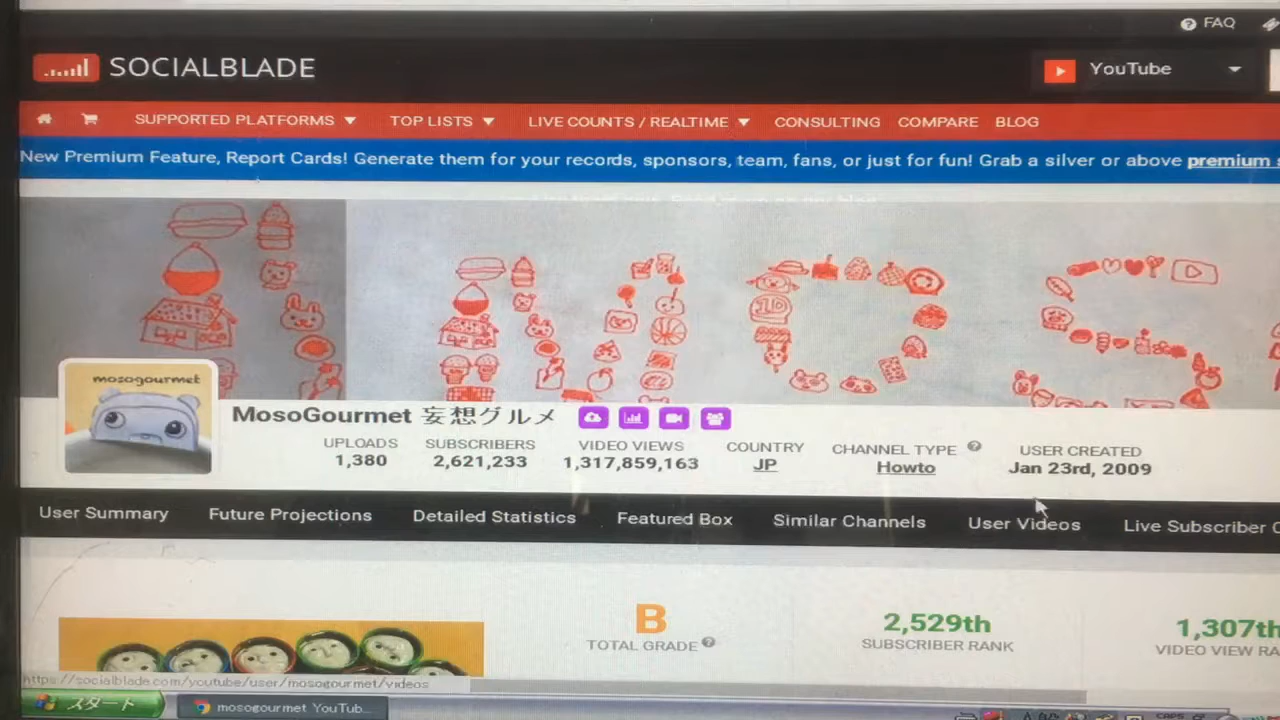 FAQ
SOCIALBLADE
YouTube
SUPPORTED PLATFORMS TOP LISTS LIVE COUNTS / REALTIME CONSULTING COMPARE BLOG
New Premium Feature, Report Cards! Generate them for your records, sponsors, team, fans, or just for fun! Grab a silver or above premium
mosogourmet
MosoGourmet 妄想グルメ
UPLOADS SUBSCRIBERS VIDEO VIEWS COUNTRY CHANNEL TYPE USER CREATED
1,380 2,621,233 1,317,859,163 JP Howto Jan 23rd, 2009
User Summary Future Projections Detailed Statistics Featured Box Similar Channels User Videos Live Subscriber
B 2,529th 1,307th
TOTAL GRADE SUBSCRIBER RANK VIDEO VIEW RA
https://socialblade.com/youtube/user/mosogourmet/videos
スタート mosogourmet YouTub...